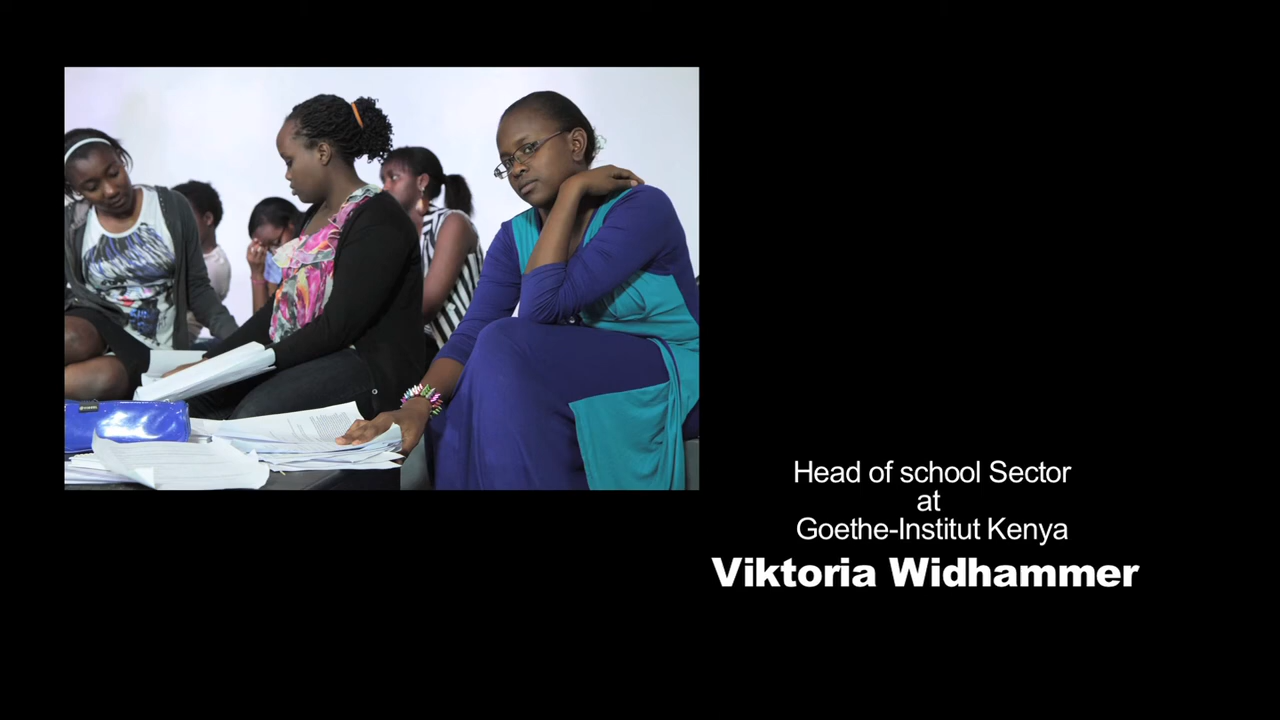 Head of school Sector
at
Goethe-Institut Kenya
Viktoria Widhammer